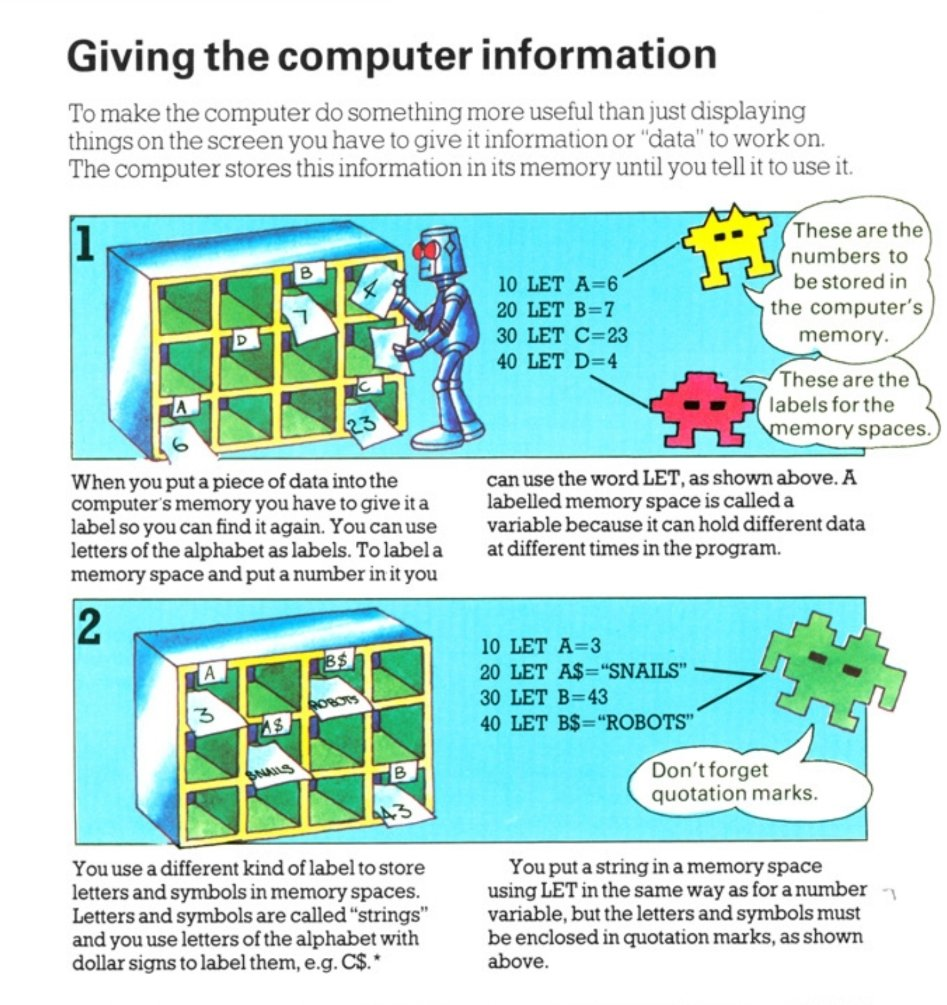 Giving the computer information
To make the computer do something more useful than just displaying
things on the screen you have to give it information or "data" to work on.
The computer stores this information in its memory until you tell it to use it.
1
B
7
4
D
C
A
23
6
10 LET A=6
20 LET B=7
30 LET C=23
40 LET D=4
These are the
numbers to
be stored in
the computer's
memory.
These are the
labels for the
memory spaces.
When you put a piece of data into the
computer's memory you have to give it a
label so you can find it again. You can use
letters of the alphabet as labels. To label a
memory space and put a number in it you
can use the word LET, as shown above. A
labelled memory space is called a
variable because it can hold different data
at different times in the program.
2
A
B$
3
ROBOTS
A$
SNAILS
B
43
10 LET A=3
20 LET A$=“SNAILS”
30 LET B=43
40 LET B$=“ROBOTS”
Don't forget
quotation marks.
You use a different kind of label to store
letters and symbols in memory spaces.
Letters and symbols are called “strings”
and you use letters of the alphabet with
dollar signs to label them, e.g. C$.*
You put a string in a memory space
using LET in the same way as for a number
variable, but the letters and symbols must
be enclosed in quotation marks, as shown
above.